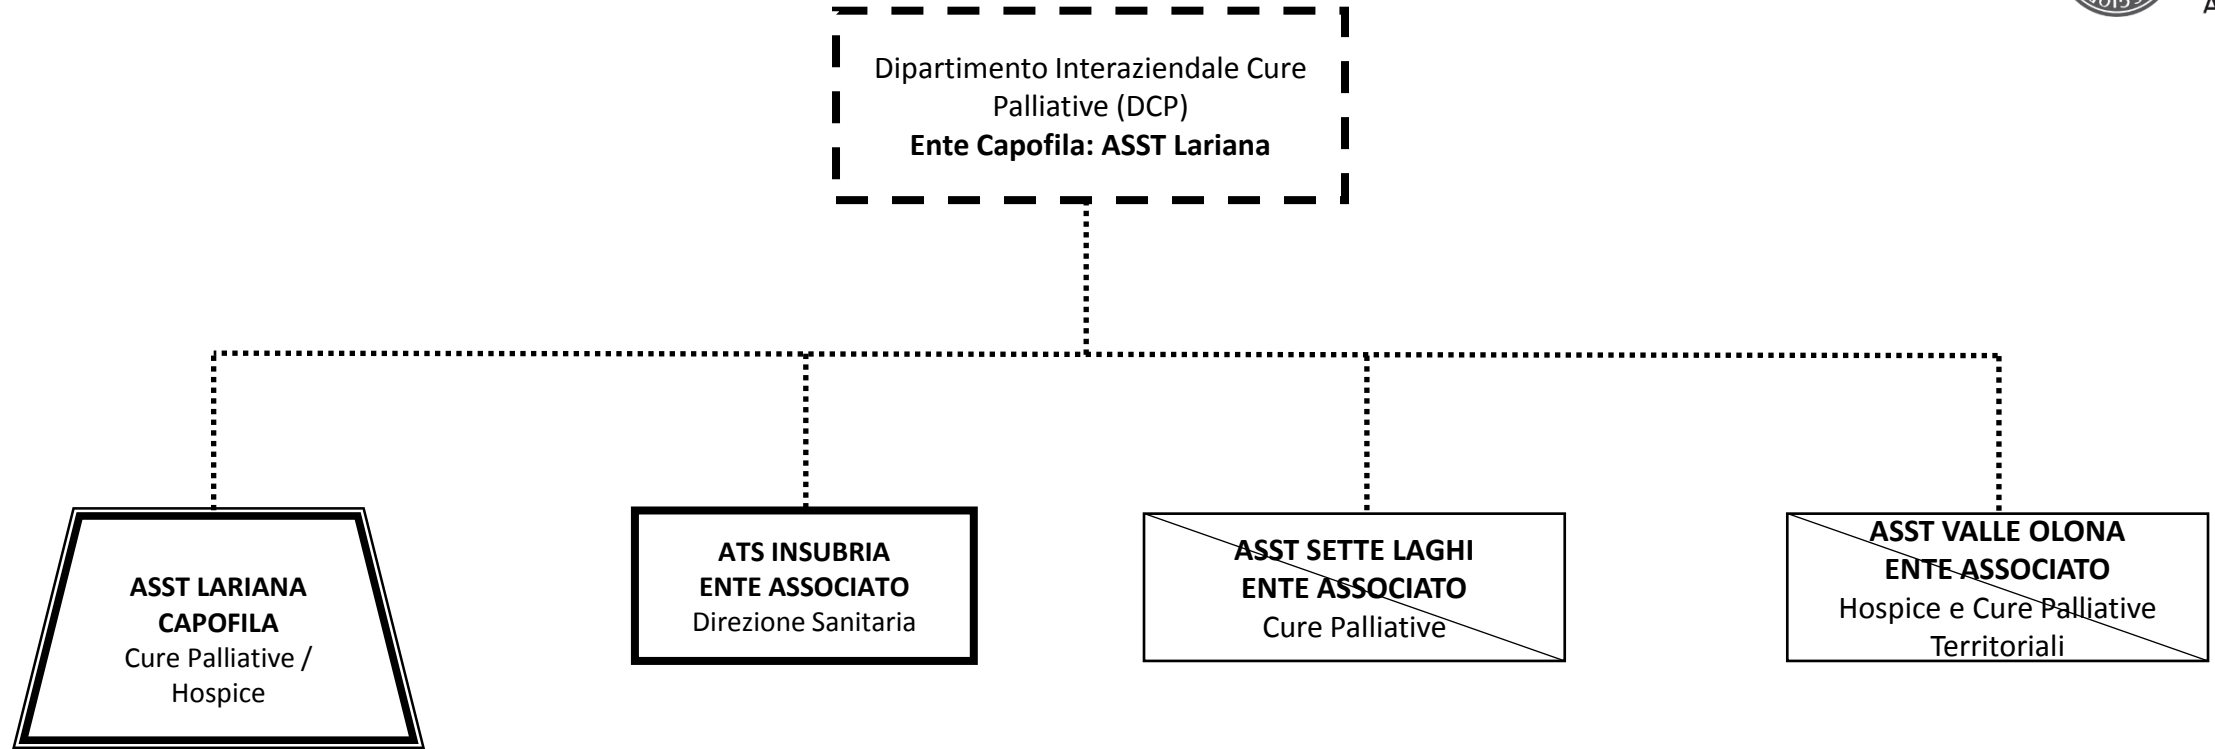 Dipartimento Interaziendale Cure
Palliative (DCP)
Ente Capofila: ASST Lariana
ASST LARIANA
CAPOFILA
Cure Palliative /
Hospice
ATS INSUBRIA
ENTE ASSOCIATO
Direzione Sanitaria
ASST SETTE LAGHI
ENTE ASSOCIATO
Cure Palliative
ASST VALLE OLONA
ENTE ASSOCIATO
Hospice e Cure Palliative
Territoriali